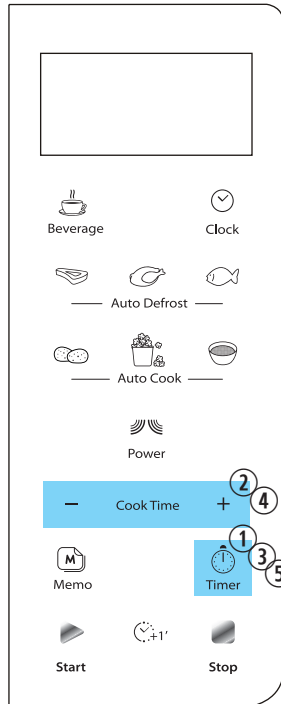 Beverage Clock
Auto Defrost
Auto Cook
Power
− Cook Time + 2 4
1
M 3
5
Memo Timer
+1'
Start Stop